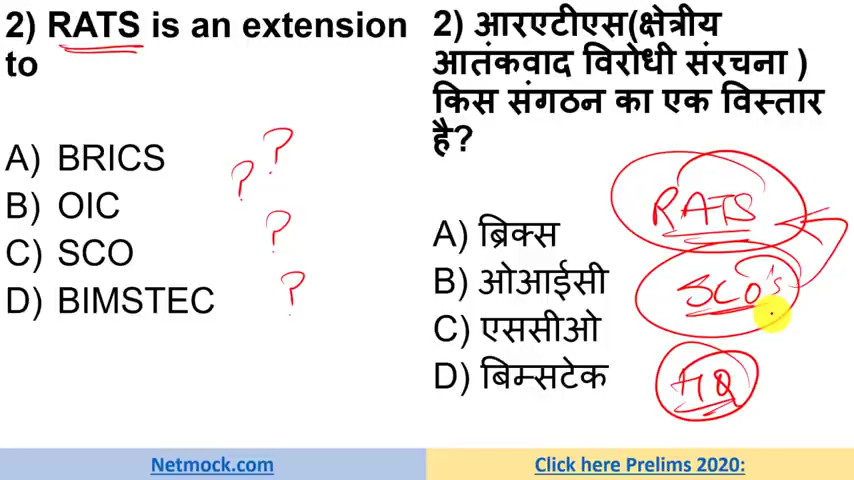 2) RATS is an extension
to
A) BRICS
B) OIC
C) SCO
D) BIMSTEC
? ? ? ?
2) आरएटीएस(क्षेत्रीय
आतंकवाद विरोधी संरचना )
किस संगठन का एक विस्तार
है?
A) ब्रिक्स
B) ओआईसी
C) एससीओ
D) बिम्सटेक
RATS
SCO's
HQ
Netmock.com
Click here Prelims 2020: